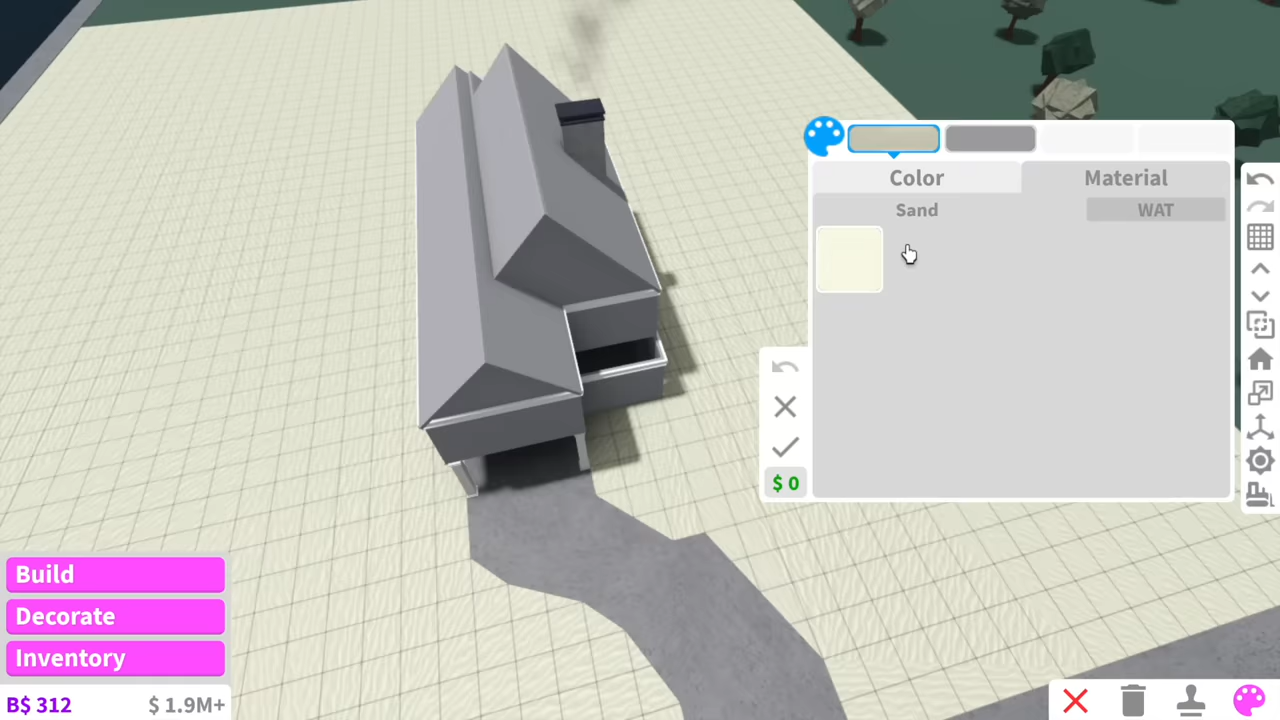 Color
Material
Sand
WAT
$ 0
Build
Decorate
Inventory
B$ 312
$ 1.9M+